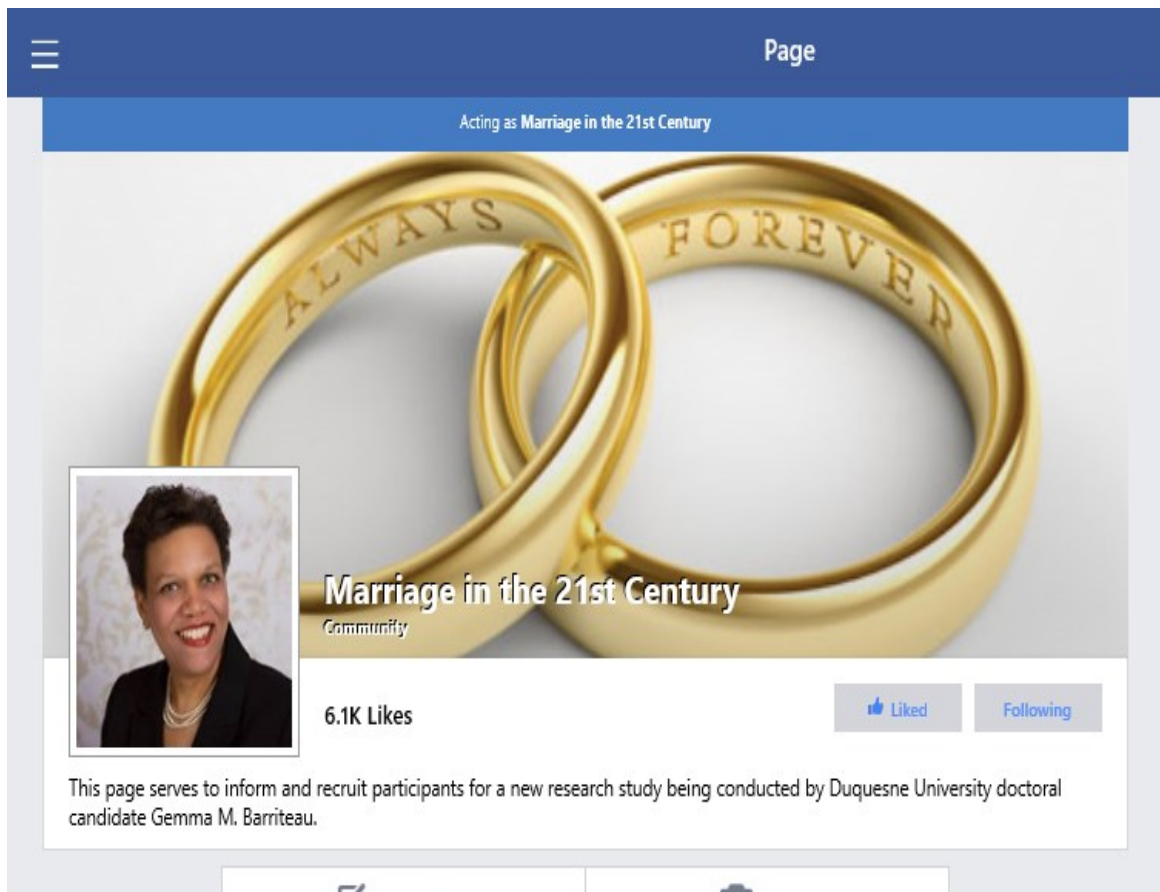 Page
Acting as Marriage in the 21st Century
ALWAYS
FOREVER
Marriage in the 21st Century
Community
6.1K Likes
Liked
Following
This page serves to inform and recruit participants for a new research study being conducted by Duquesne University doctoral
candidate Gemma M. Barriteau.